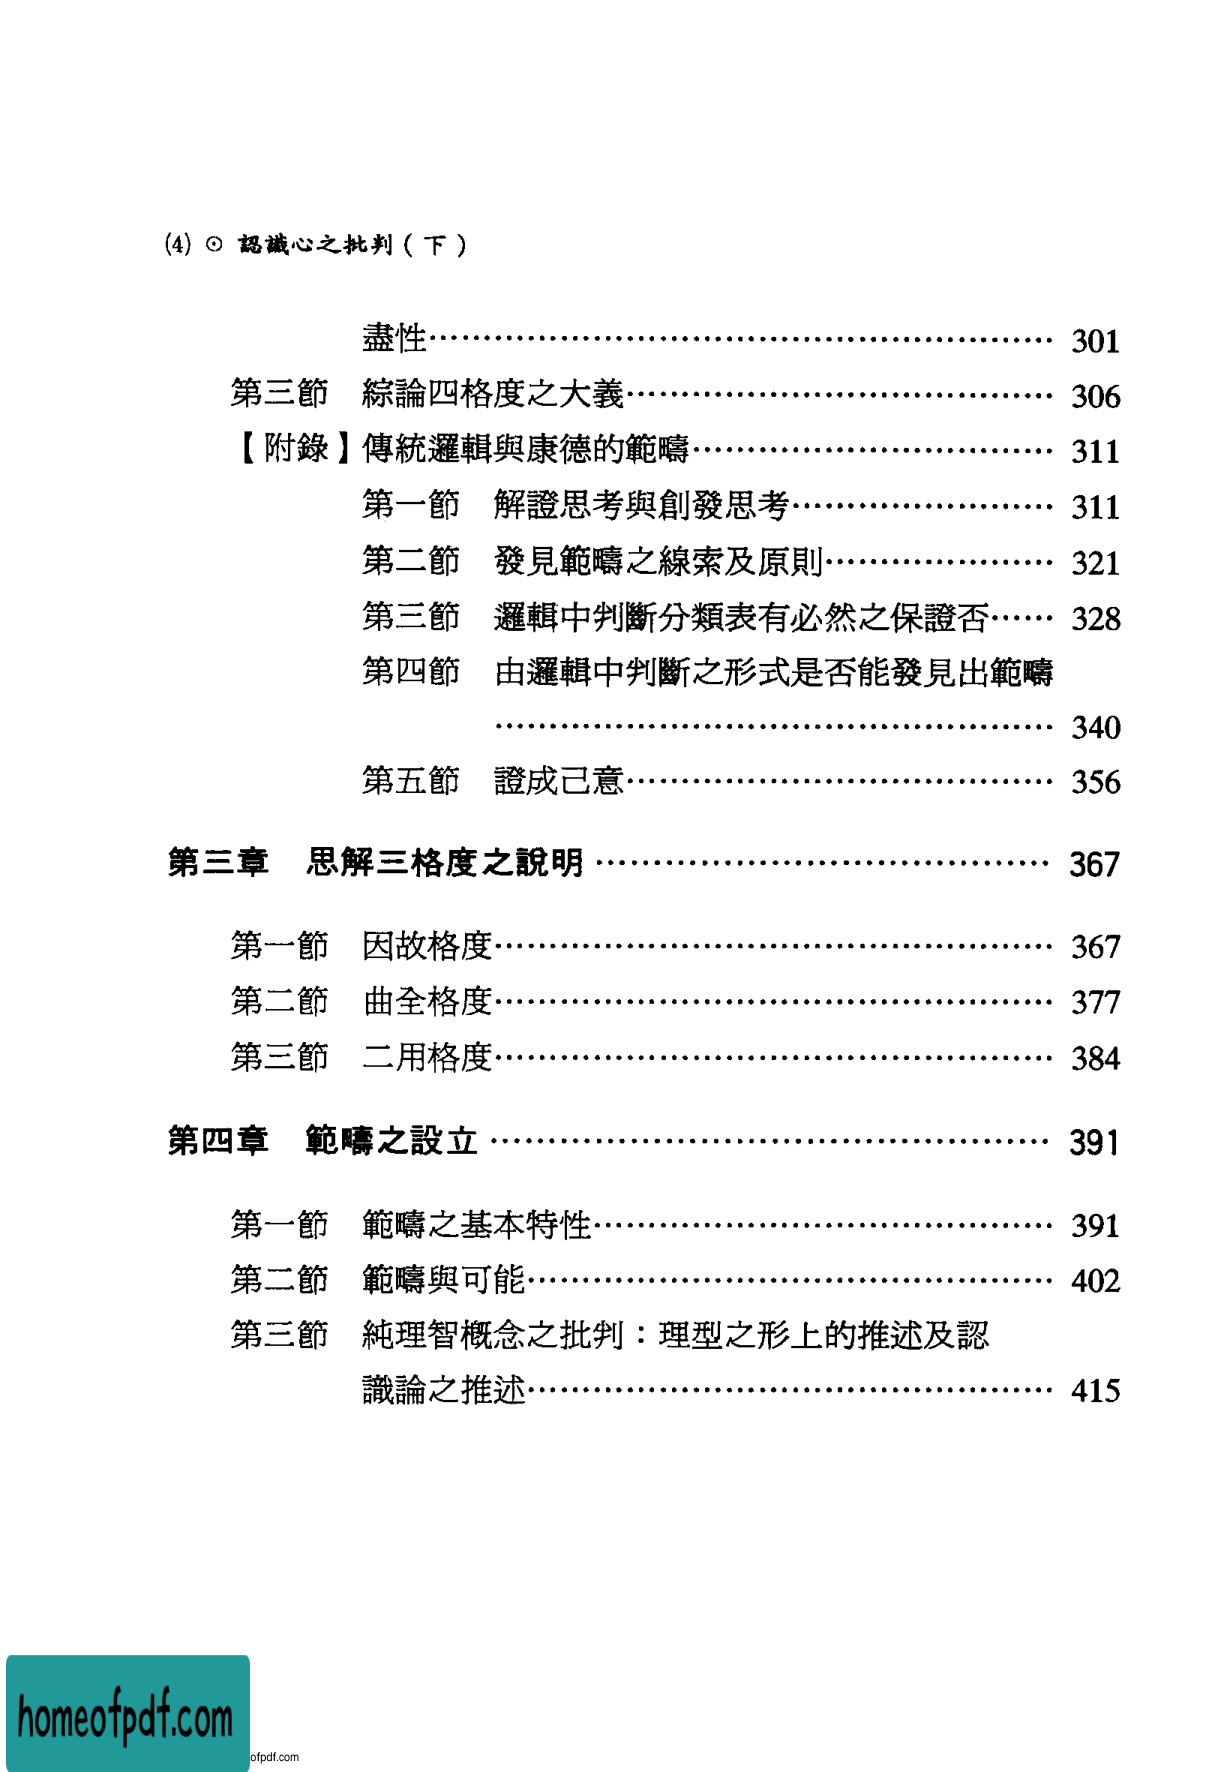 (4) ⊙ 認識心之批判(下)
盡性…………………………………………………… 301
第三節　綜論四格度之大義………………………………… 306
【附錄】傳統邏輯與康德的範疇…………………………… 311
第一節　解證思考與創發思考…………………… 311
第二節　發見範疇之線索及原則………………… 321
第三節　邏輯中判斷分類表有必然之保證否…… 328
第四節　由邏輯中判斷之形式是否能發見出範疇
……………………………………………… 340
第五節　證成己意………………………………… 356
第三章　思解三格度之說明 …………………………………… 367
第一節　因故格度…………………………………………… 367
第二節　曲全格度…………………………………………… 377
第三節　二用格度…………………………………………… 384
第四章　範疇之設立 …………………………………………… 391
第一節　範疇之基本特性…………………………………… 391
第二節　範疇與可能………………………………………… 402
第三節　純理智概念之批判：理型之形上的推述及認
識論之推述………………………………………… 415
homeofpdf.com
ofpdf.com